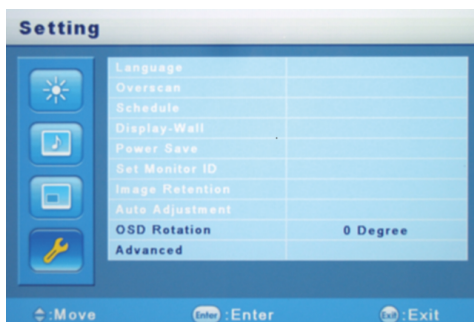 Setting
Language
Overscan
Schedule
Display-Wall
Power Save
Set Monitor ID
Image Retention
Auto Adjustment
OSD Rotation 0 Degree
Advanced
:Move Enter :Enter Exit :Exit